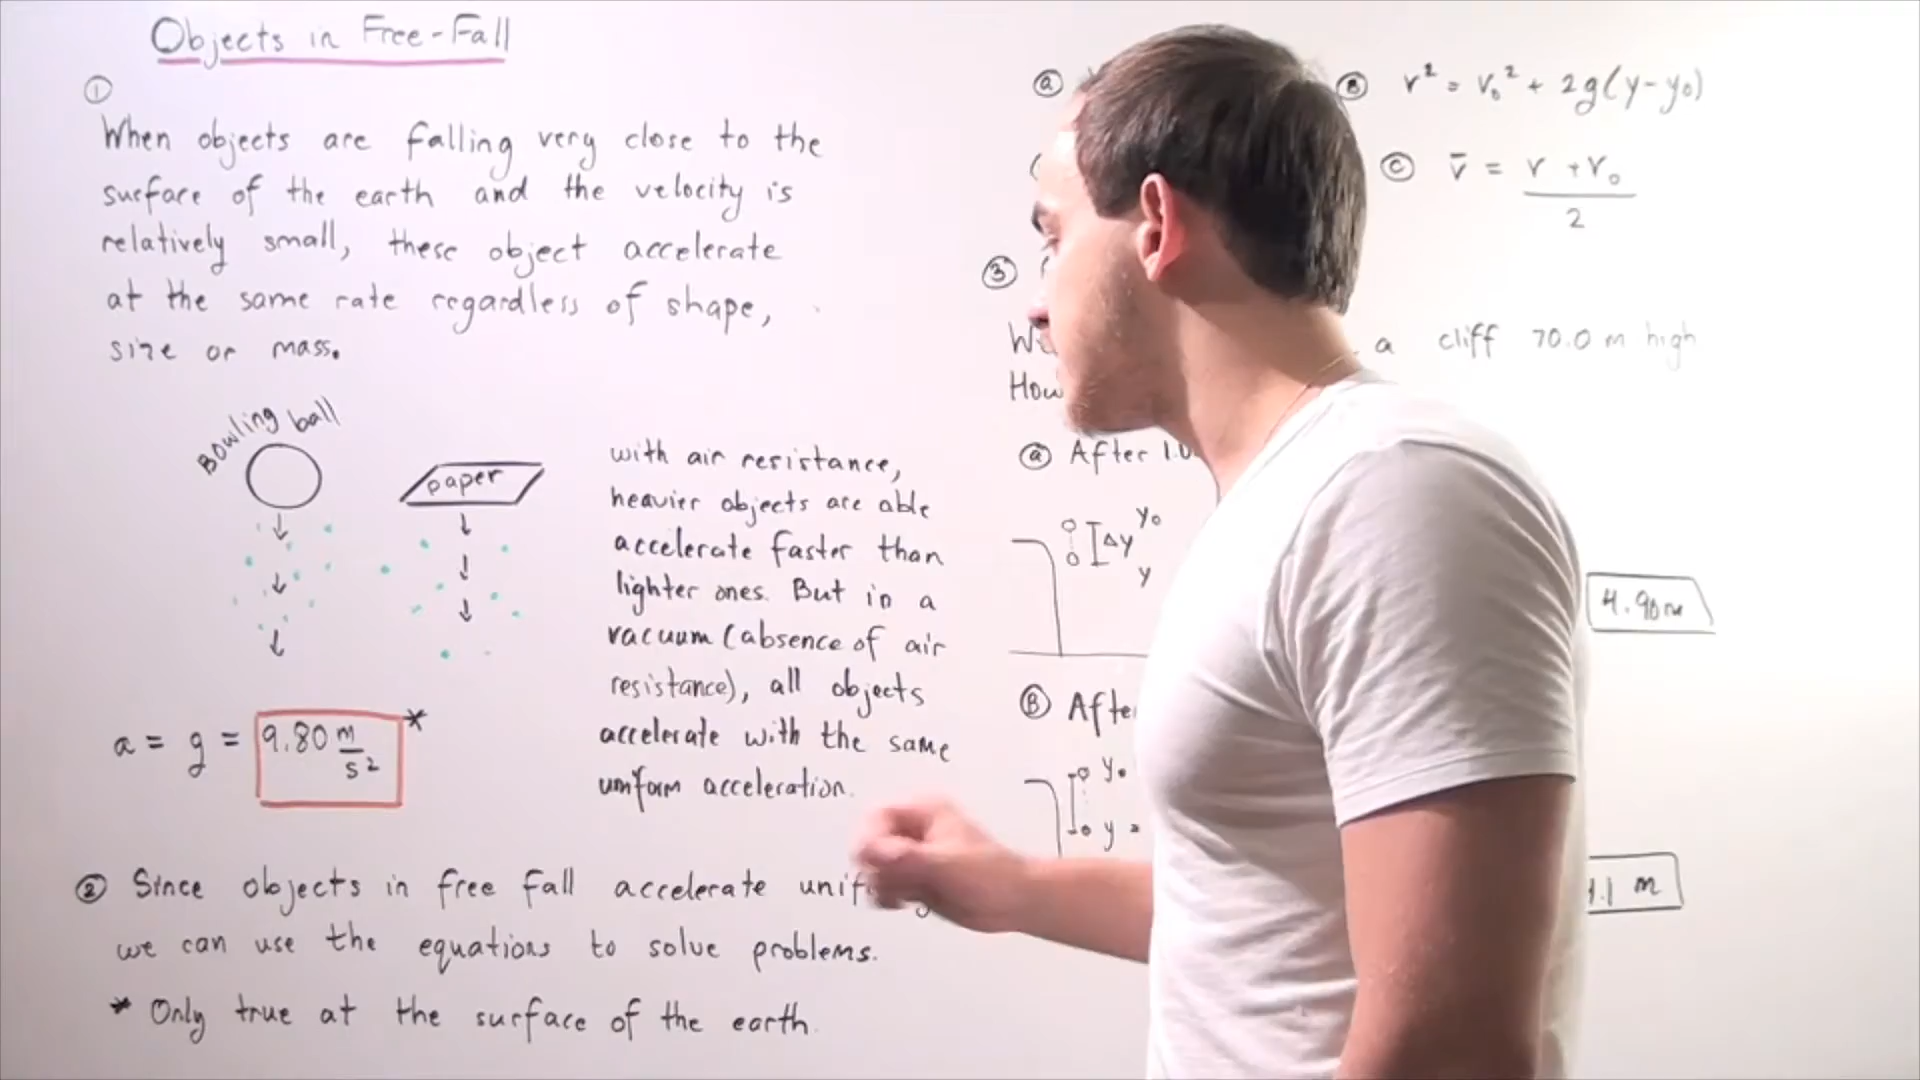 Objects in Free-Fall
①
When objects are falling very close to the
surface of the earth and the velocity is
relatively small, these object accelerate
at the same rate regardless of shape,
size or mass.
Bowling ball
paper
with air resistance,
heavier objects are able
accelerate faster than
lighter ones. But in a
vacuum (absence of air
resistance), all objects
accelerate with the same
uniform acceleration.
a = g = 9.80 m/s² *
② Since objects in free fall accelerate
we can use the equations to solve problems.
* Only true at the surface of the earth.
ⓐ
Ⓑ v² = v₀² + 2g(y-y₀)
ⓒ v̄ = v + v₀ / 2
③
a cliff 70.0 m high
How
ⓐ After
Δy y₀
y
4.90 m
Ⓑ After
y₀
y =
m